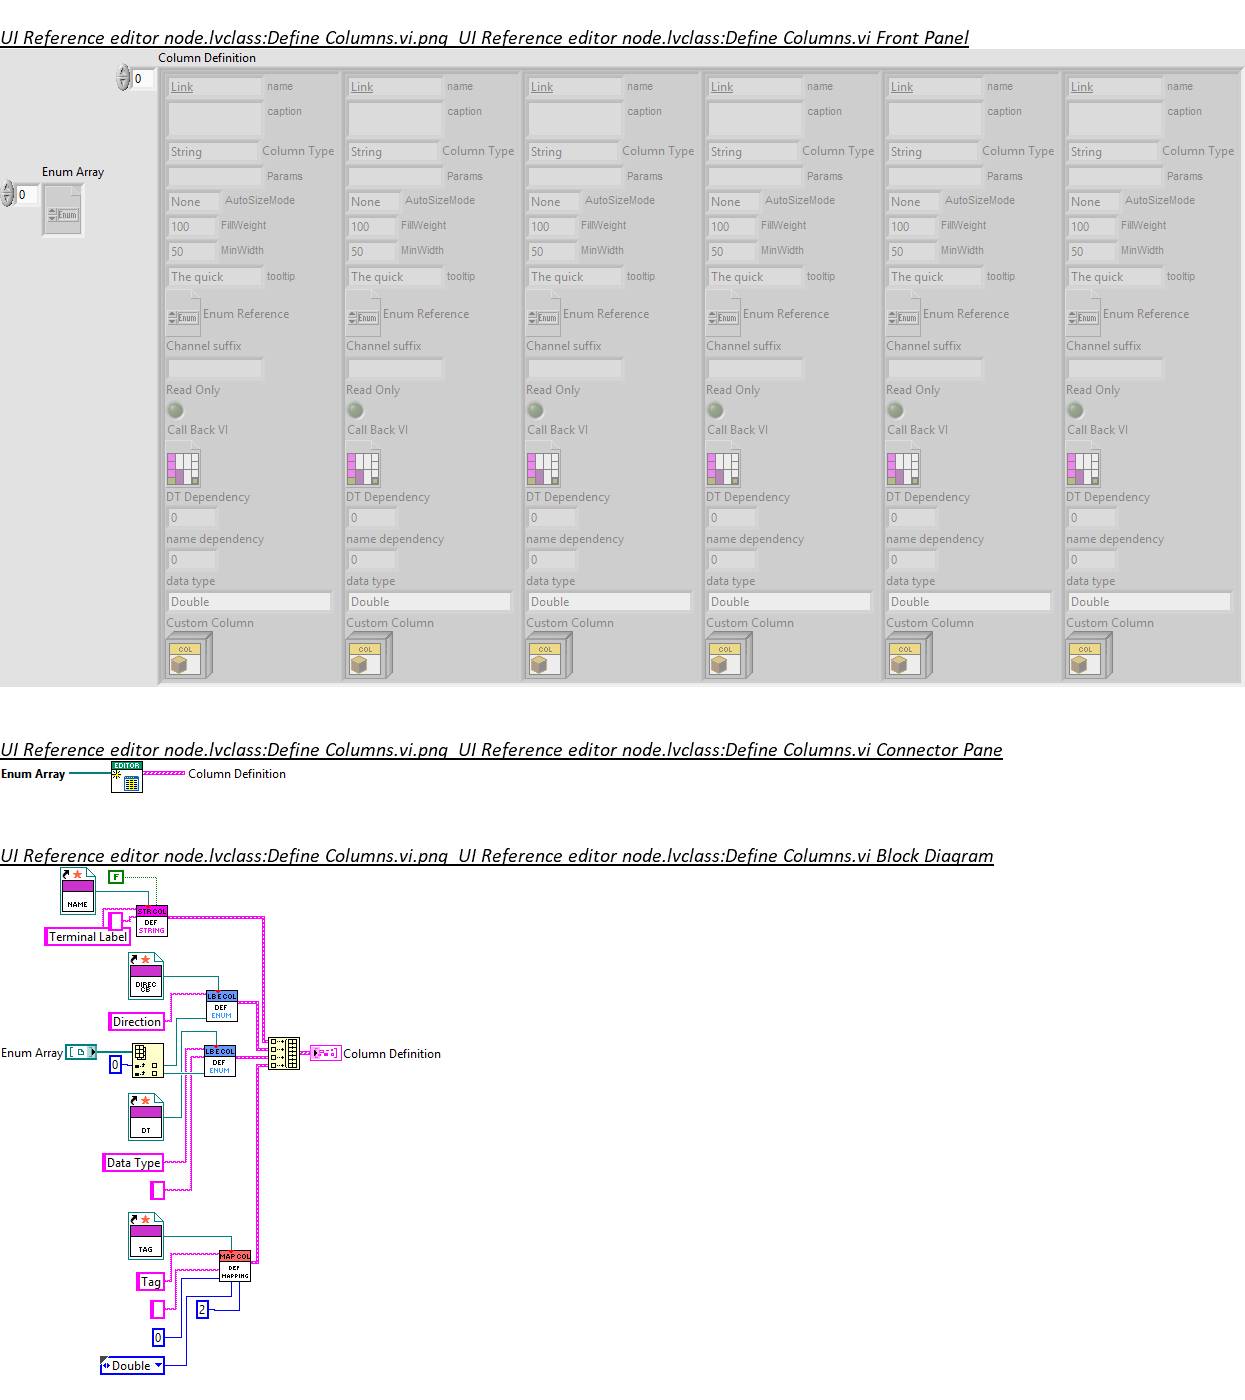 UI Reference editor node.lvclass:Define Columns.vi.png UI Reference editor node.lvclass:Define Columns.vi Front Panel
Column Definition
0
Link name Link name Link name Link name Link name Link name
caption caption caption caption caption caption
String Column Type String Column Type String Column Type String Column Type String Column Type String Column Type
Enum Array
Params Params Params Params Params Params
0
Enum
None AutoSizeMode None AutoSizeMode None AutoSizeMode None AutoSizeMode None AutoSizeMode None AutoSizeMode
100 FillWeight 100 FillWeight 100 FillWeight 100 FillWeight 100 FillWeight 100 FillWeight
50 MinWidth 50 MinWidth 50 MinWidth 50 MinWidth 50 MinWidth 50 MinWidth
The quick tooltip The quick tooltip The quick tooltip The quick tooltip The quick tooltip The quick tooltip
Enum Enum Reference Enum Enum Reference Enum Enum Reference Enum Enum Reference Enum Enum Reference Enum Enum Reference
Channel suffix Channel suffix Channel suffix Channel suffix Channel suffix Channel suffix
Read Only Read Only Read Only Read Only Read Only Read Only
Call Back VI Call Back VI Call Back VI Call Back VI Call Back VI Call Back VI
DT Dependency DT Dependency DT Dependency DT Dependency DT Dependency DT Dependency
0 0 0 0 0 0
name dependency name dependency name dependency name dependency name dependency name dependency
0 0 0 0 0 0
data type data type data type data type data type data type
Double Double Double Double Double Double
Custom Column Custom Column Custom Column Custom Column Custom Column Custom Column
COL COL COL COL COL COL
UI Reference editor node.lvclass:Define Columns.vi.png UI Reference editor node.lvclass:Define Columns.vi Connector Pane
EDITOR
Enum Array Column Definition
UI Reference editor node.lvclass:Define Columns.vi.png UI Reference editor node.lvclass:Define Columns.vi Block Diagram
F
NAME
STR COL
DEF
STRING
Terminal Label
DIREC
CB
LB E COL
DEF
ENUM
Direction
Enum Array
LB E COL
DEF
ENUM
Column Definition
0
DT
Data Type
TAG
MAP COL
DEF
MAPPING
Tag
2
0
Double